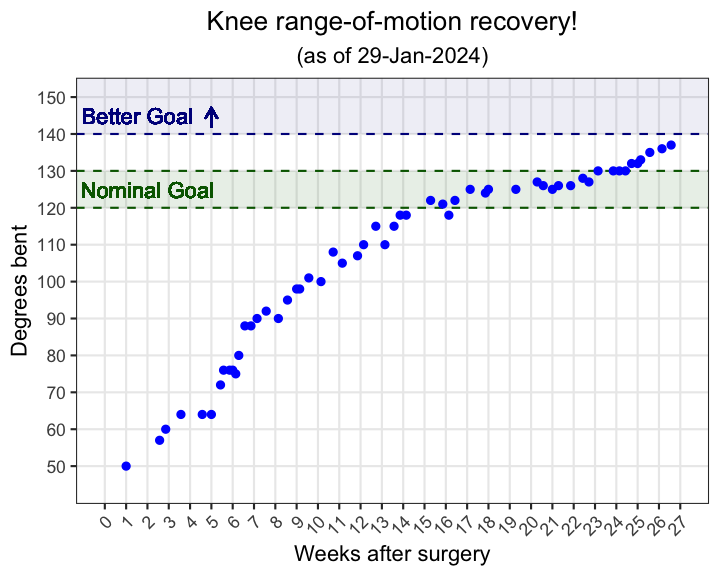 Knee range-of-motion recovery!
(as of 29-Jan-2024)
Degrees bent
150
Better Goal ↑
140
130
Nominal Goal
120
110
100
90
80
70
60
50
0 1 2 3 4 5 6 7 8 9 10 11 12 13 14 15 16 17 18 19 20 21 22 23 24 25 26 27
Weeks after surgery